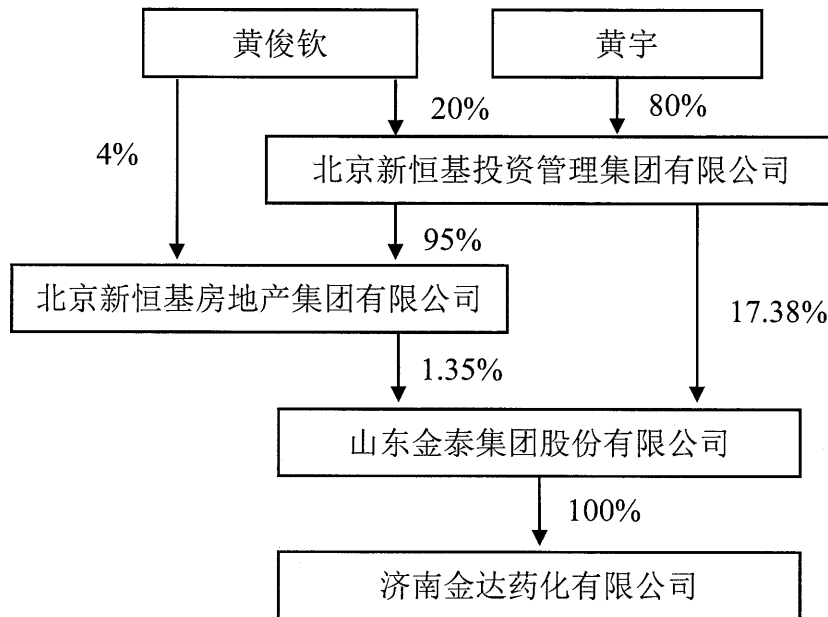 黄俊钦
黄宇
20%
80%
4%
北京新恒基投资管理集团有限公司
95%
北京新恒基房地产集团有限公司
17.38%
1.35%
山东金泰集团股份有限公司
100%
济南金达药化有限公司